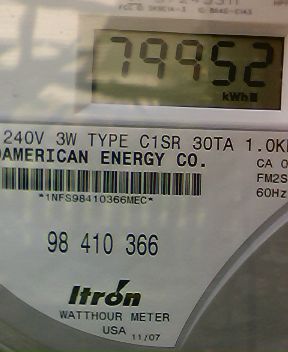 79952
kWh
240V 3W TYPE C1SR 30TA 1.0K
AMERICAN ENERGY CO.
CA 0
FM2S
60Hz
*1NFS98410366MEC*
98 410 366
Itron
WATTHOUR METER
USA 11/07